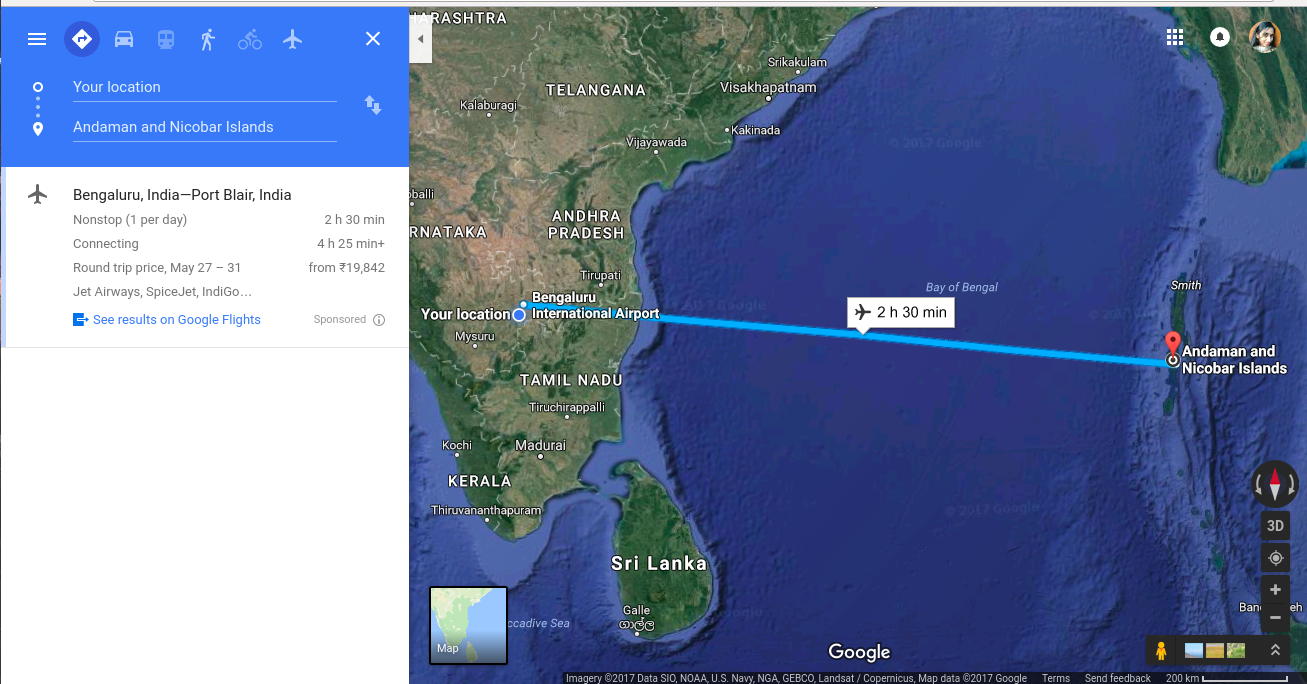 Your location
Andaman and Nicobar Islands
Bengaluru, India—Port Blair, India
Nonstop (1 per day) 2 h 30 min
Connecting 4 h 25 min+
Round trip price, May 27 – 31 from ₹19,842
Jet Airways, SpiceJet, IndiGo…
See results on Google Flights Sponsored
ARASHTRA
Srikakulam
TELANGANA
Visakhapatnam
Kalaburagi
Kakinada
Vijayawada
© 2017 Google
oballi
ANDHRA
PRADESH
RNATAKA
Tirupati
Bay of Bengal
Smith
Bengaluru
International Airport
Your location
2 h 30 min
Mysuru
Andaman and
Nicobar Islands
TAMIL NADU
Tiruchirappalli
Kochi
Madurai
KERALA
Thiruvananthapuram
© 2017 Google
3D
Sri Lanka
Galle
ගාල්ල
ccadive Sea
Map
Google
Imagery ©2017 Data SIO, NOAA, U.S. Navy, NGA, GEBCO, Landsat / Copernicus, Map data ©2017 Google Terms Send feedback 200 km